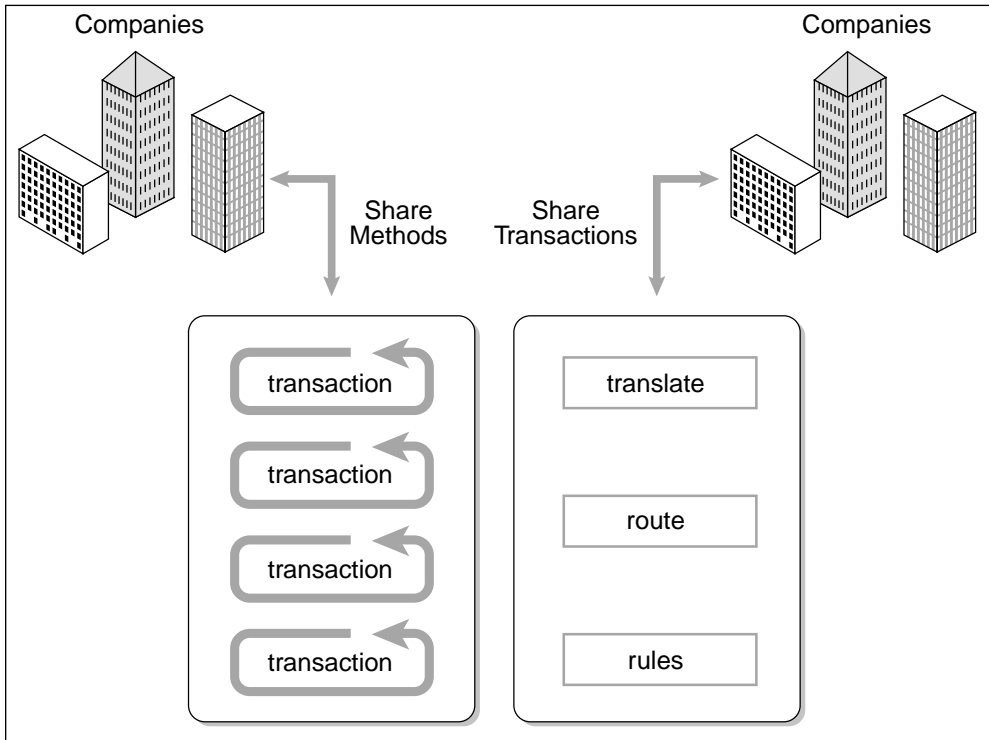 Companies
Companies
Share
Methods
Share
Transactions
transaction
transaction
transaction
transaction
translate
route
rules